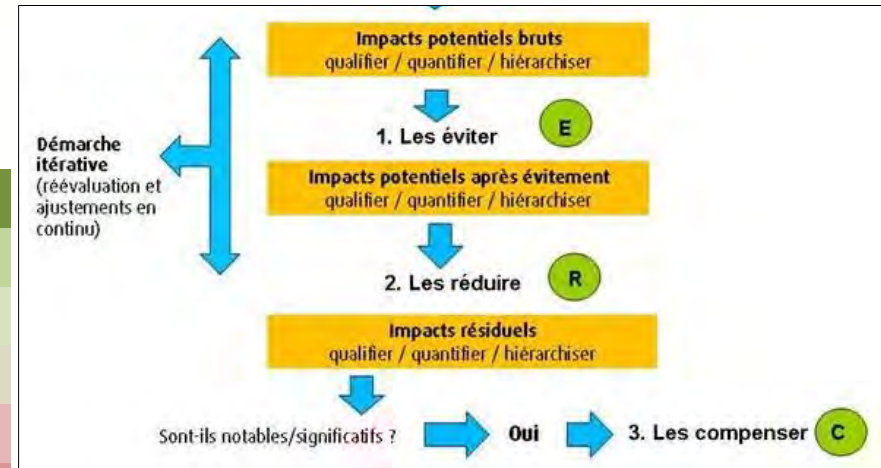 Impacts potentiels bruts
qualifier / quantifier / hiérarchiser
1. Les éviter
E
Démarche
itérative
(réévaluation et
ajustements en
continu)
Impacts potentiels après évitement
qualifier / quantifier / hiérarchiser
2. Les réduire
R
Impacts résiduels
qualifier / quantifier / hiérarchiser
Sont-ils notables/significatifs ?
Oui
3. Les compenser
C